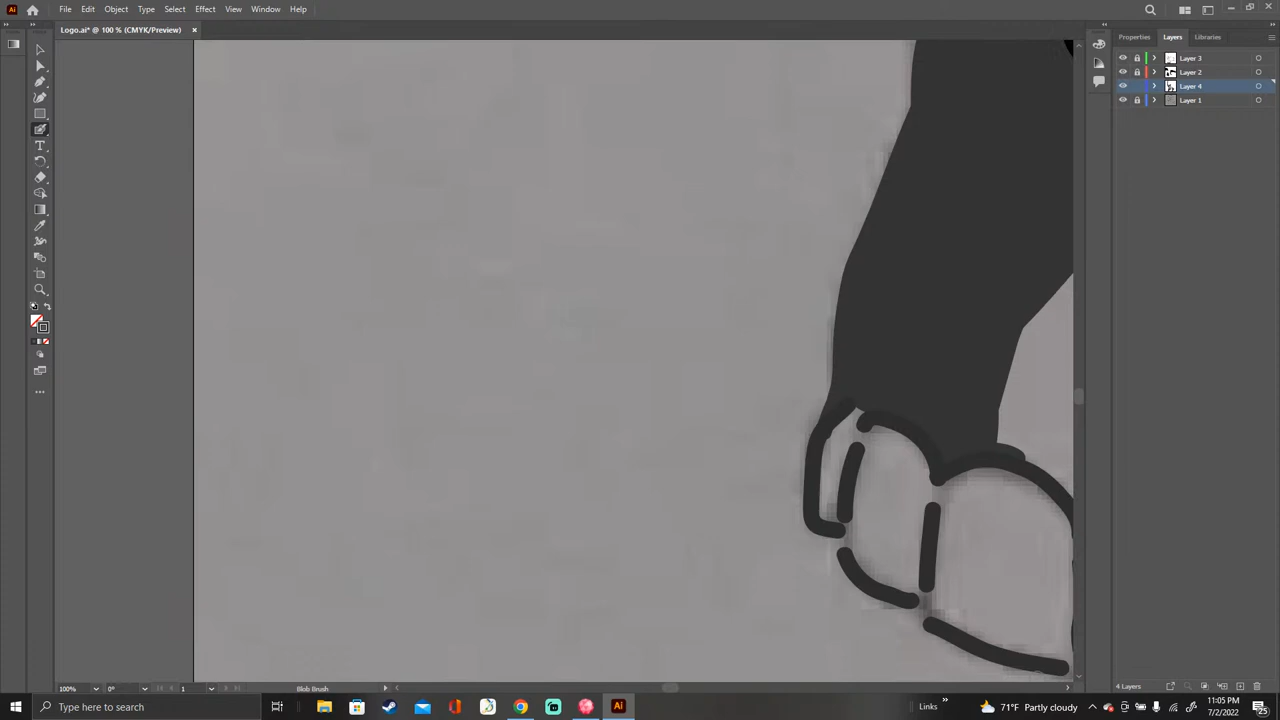 File Edit Object Type Select Effect View Window Help
Logo.ai* @ 100 % (CMYK/Preview)
Properties Layers Libraries
Layer 3
Layer 2
Layer 4
Layer 1
4 Layers
100% 0° 1 Blob Brush
Type here to search
Links
71°F Partly cloudy
11:05 PM
7/2/2022